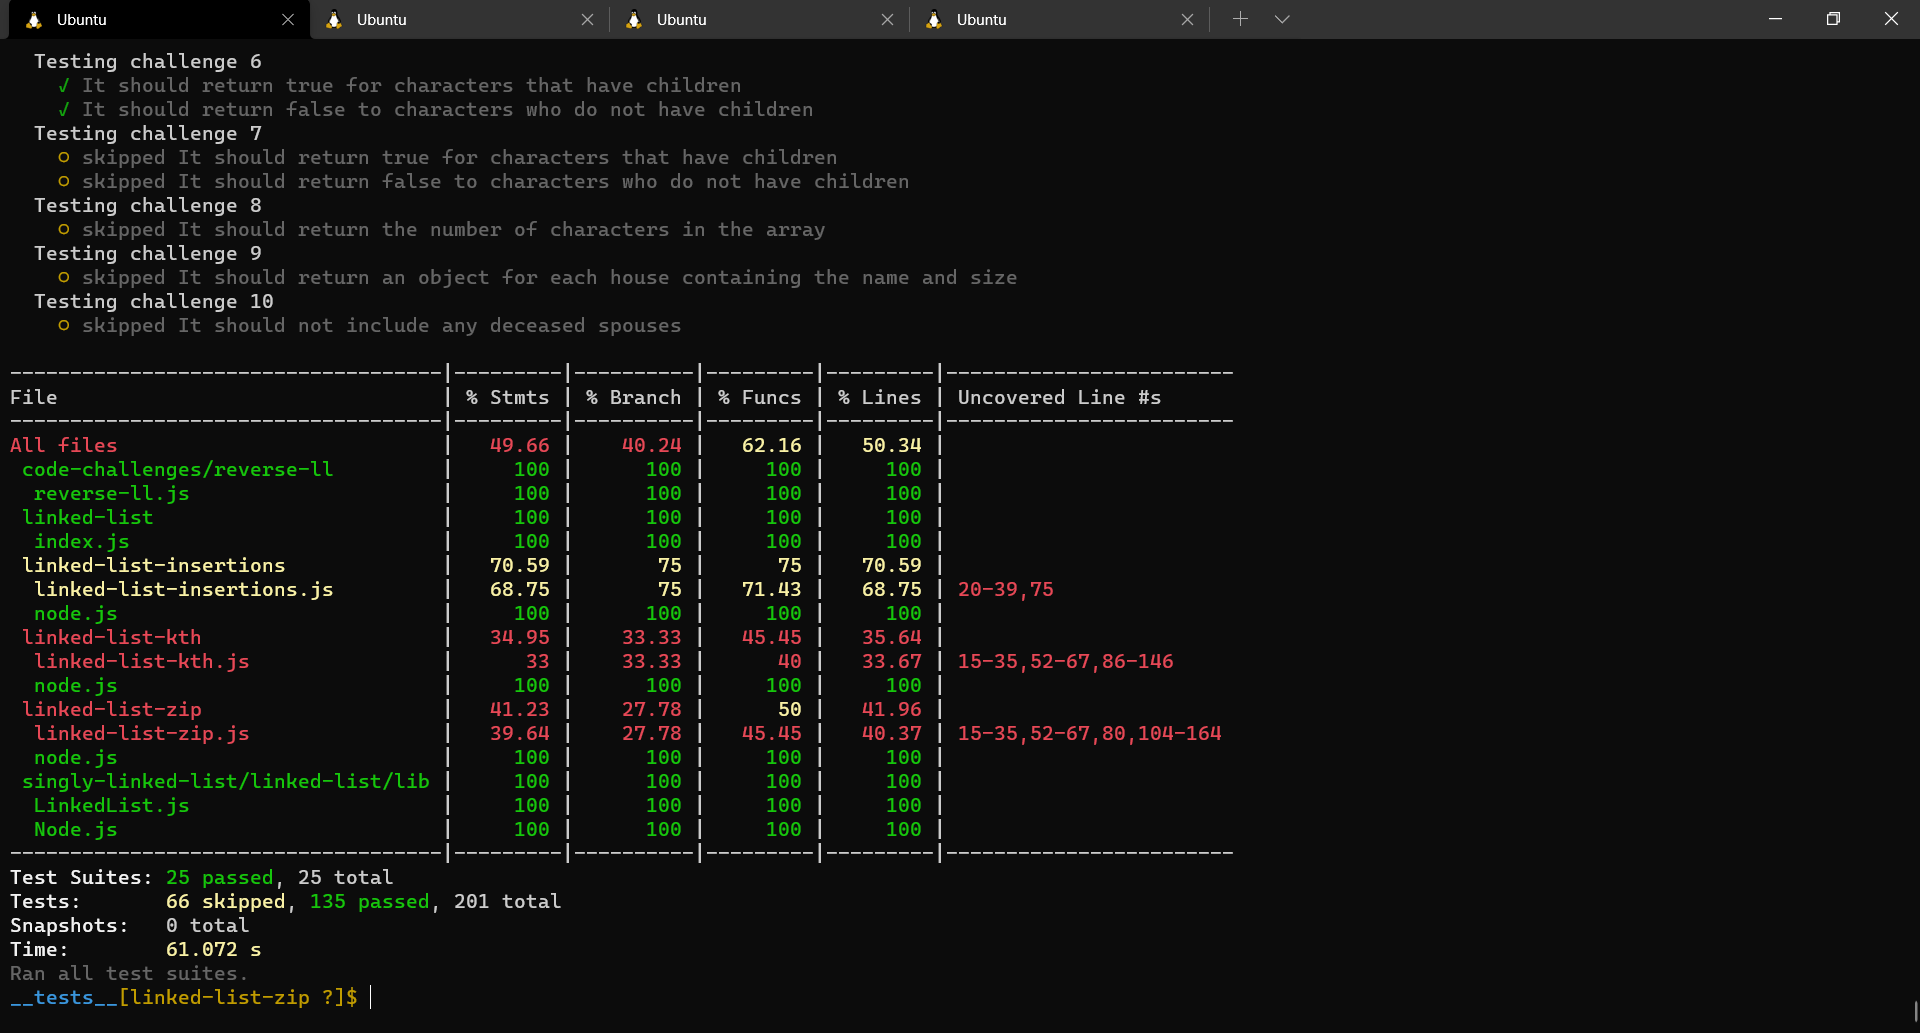 Ubuntu Ubuntu Ubuntu Ubuntu
Testing challenge 6
√ It should return true for characters that have children
√ It should return false to characters who do not have children
Testing challenge 7
○ skipped It should return true for characters that have children
○ skipped It should return false to characters who do not have children
Testing challenge 8
○ skipped It should return the number of characters in the array
Testing challenge 9
○ skipped It should return an object for each house containing the name and size
Testing challenge 10
○ skipped It should not include any deceased spouses
------------------------------------|---------|----------|---------|---------|------------------------
File | % Stmts | % Branch | % Funcs | % Lines | Uncovered Line #s
------------------------------------|---------|----------|---------|---------|------------------------
All files | 49.66 | 40.24 | 62.16 | 50.34 |
code-challenges/reverse-ll | 100 | 100 | 100 | 100 |
reverse-ll.js | 100 | 100 | 100 | 100 |
linked-list | 100 | 100 | 100 | 100 |
index.js | 100 | 100 | 100 | 100 |
linked-list-insertions | 70.59 | 75 | 75 | 70.59 |
linked-list-insertions.js | 68.75 | 75 | 71.43 | 68.75 | 20-39,75
node.js | 100 | 100 | 100 | 100 |
linked-list-kth | 34.95 | 33.33 | 45.45 | 35.64 |
linked-list-kth.js | 33 | 33.33 | 40 | 33.67 | 15-35,52-67,86-146
node.js | 100 | 100 | 100 | 100 |
linked-list-zip | 41.23 | 27.78 | 50 | 41.96 |
linked-list-zip.js | 39.64 | 27.78 | 45.45 | 40.37 | 15-35,52-67,80,104-164
node.js | 100 | 100 | 100 | 100 |
singly-linked-list/linked-list/lib | 100 | 100 | 100 | 100 |
LinkedList.js | 100 | 100 | 100 | 100 |
Node.js | 100 | 100 | 100 | 100 |
------------------------------------|---------|----------|---------|---------|------------------------
Test Suites: 25 passed, 25 total
Tests: 66 skipped, 135 passed, 201 total
Snapshots: 0 total
Time: 61.072 s
Ran all test suites.
__tests__[linked-list-zip ?]$